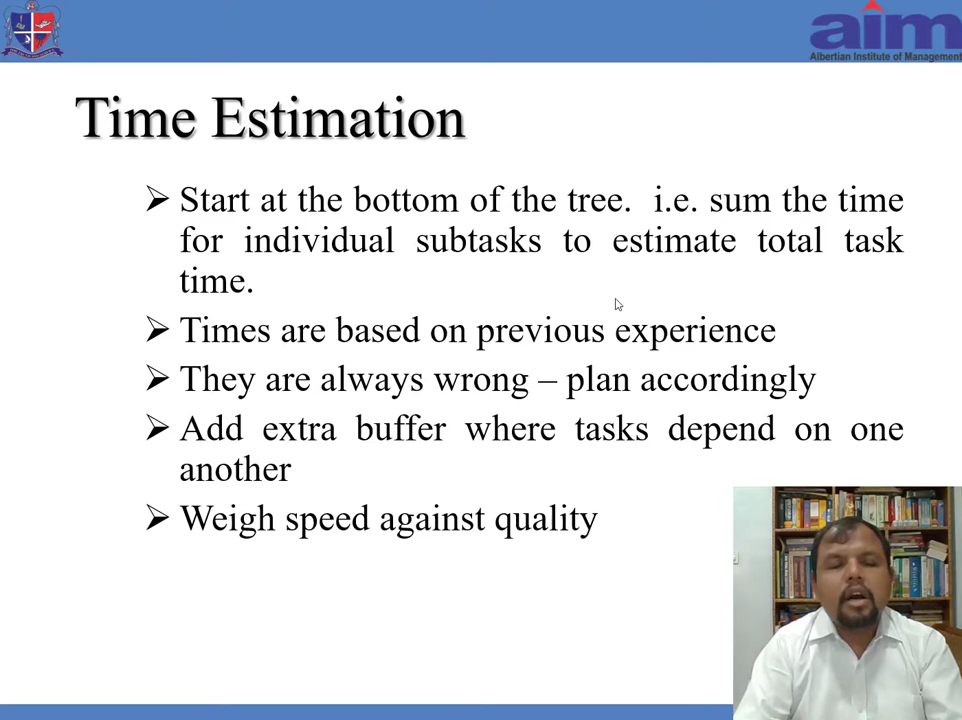 aim
Albertian Institute of Management
Time Estimation
➢ Start at the bottom of the tree.  i.e. sum the time
for individual subtasks to estimate total task
time.
➢ Times are based on previous experience
➢ They are always wrong – plan accordingly
➢ Add extra buffer where tasks depend on one
another
➢ Weigh speed against quality